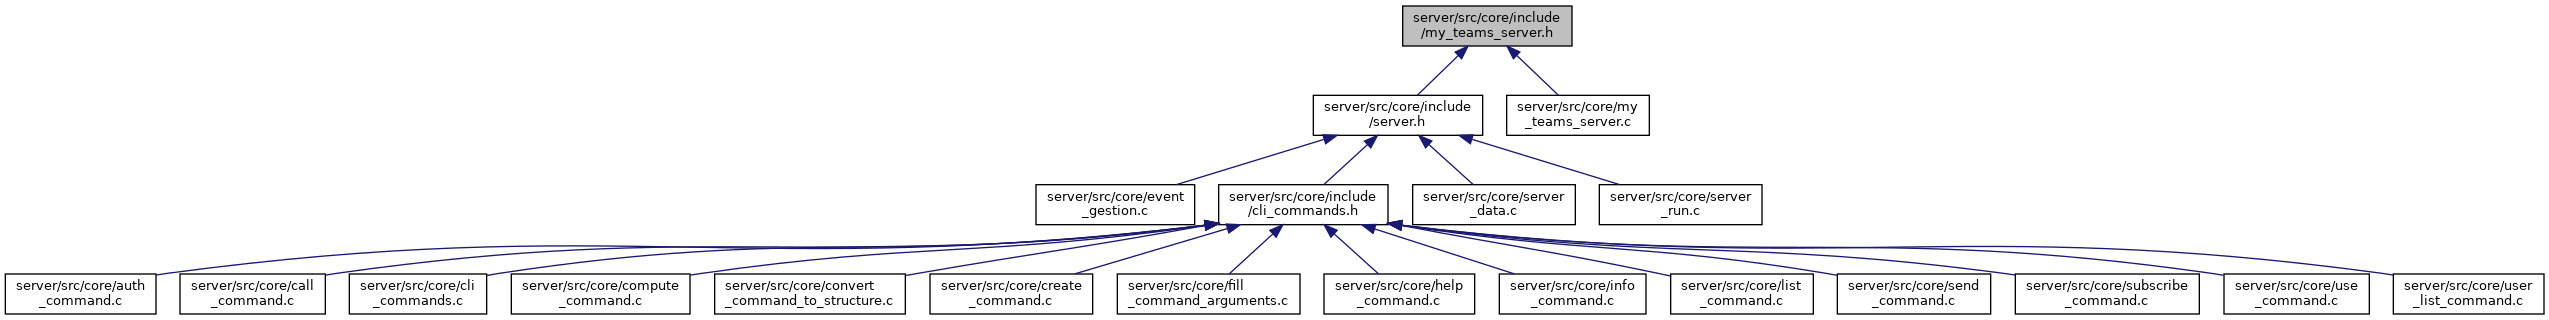 server/src/core/include
/my_teams_server.h
server/src/core/include
/server.h
server/src/core/my
_teams_server.c
server/src/core/event
_gestion.c
server/src/core/include
/cli_commands.h
server/src/core/server
_data.c
server/src/core/server
_run.c
server/src/core/auth
_command.c
server/src/core/call
_command.c
server/src/core/cli
_commands.c
server/src/core/compute
_command.c
server/src/core/convert
_command_to_structure.c
server/src/core/create
_command.c
server/src/core/fill
_command_arguments.c
server/src/core/help
_command.c
server/src/core/info
_command.c
server/src/core/list
_command.c
server/src/core/send
_command.c
server/src/core/subscribe
_command.c
server/src/core/use
_command.c
server/src/core/user
_list_command.c